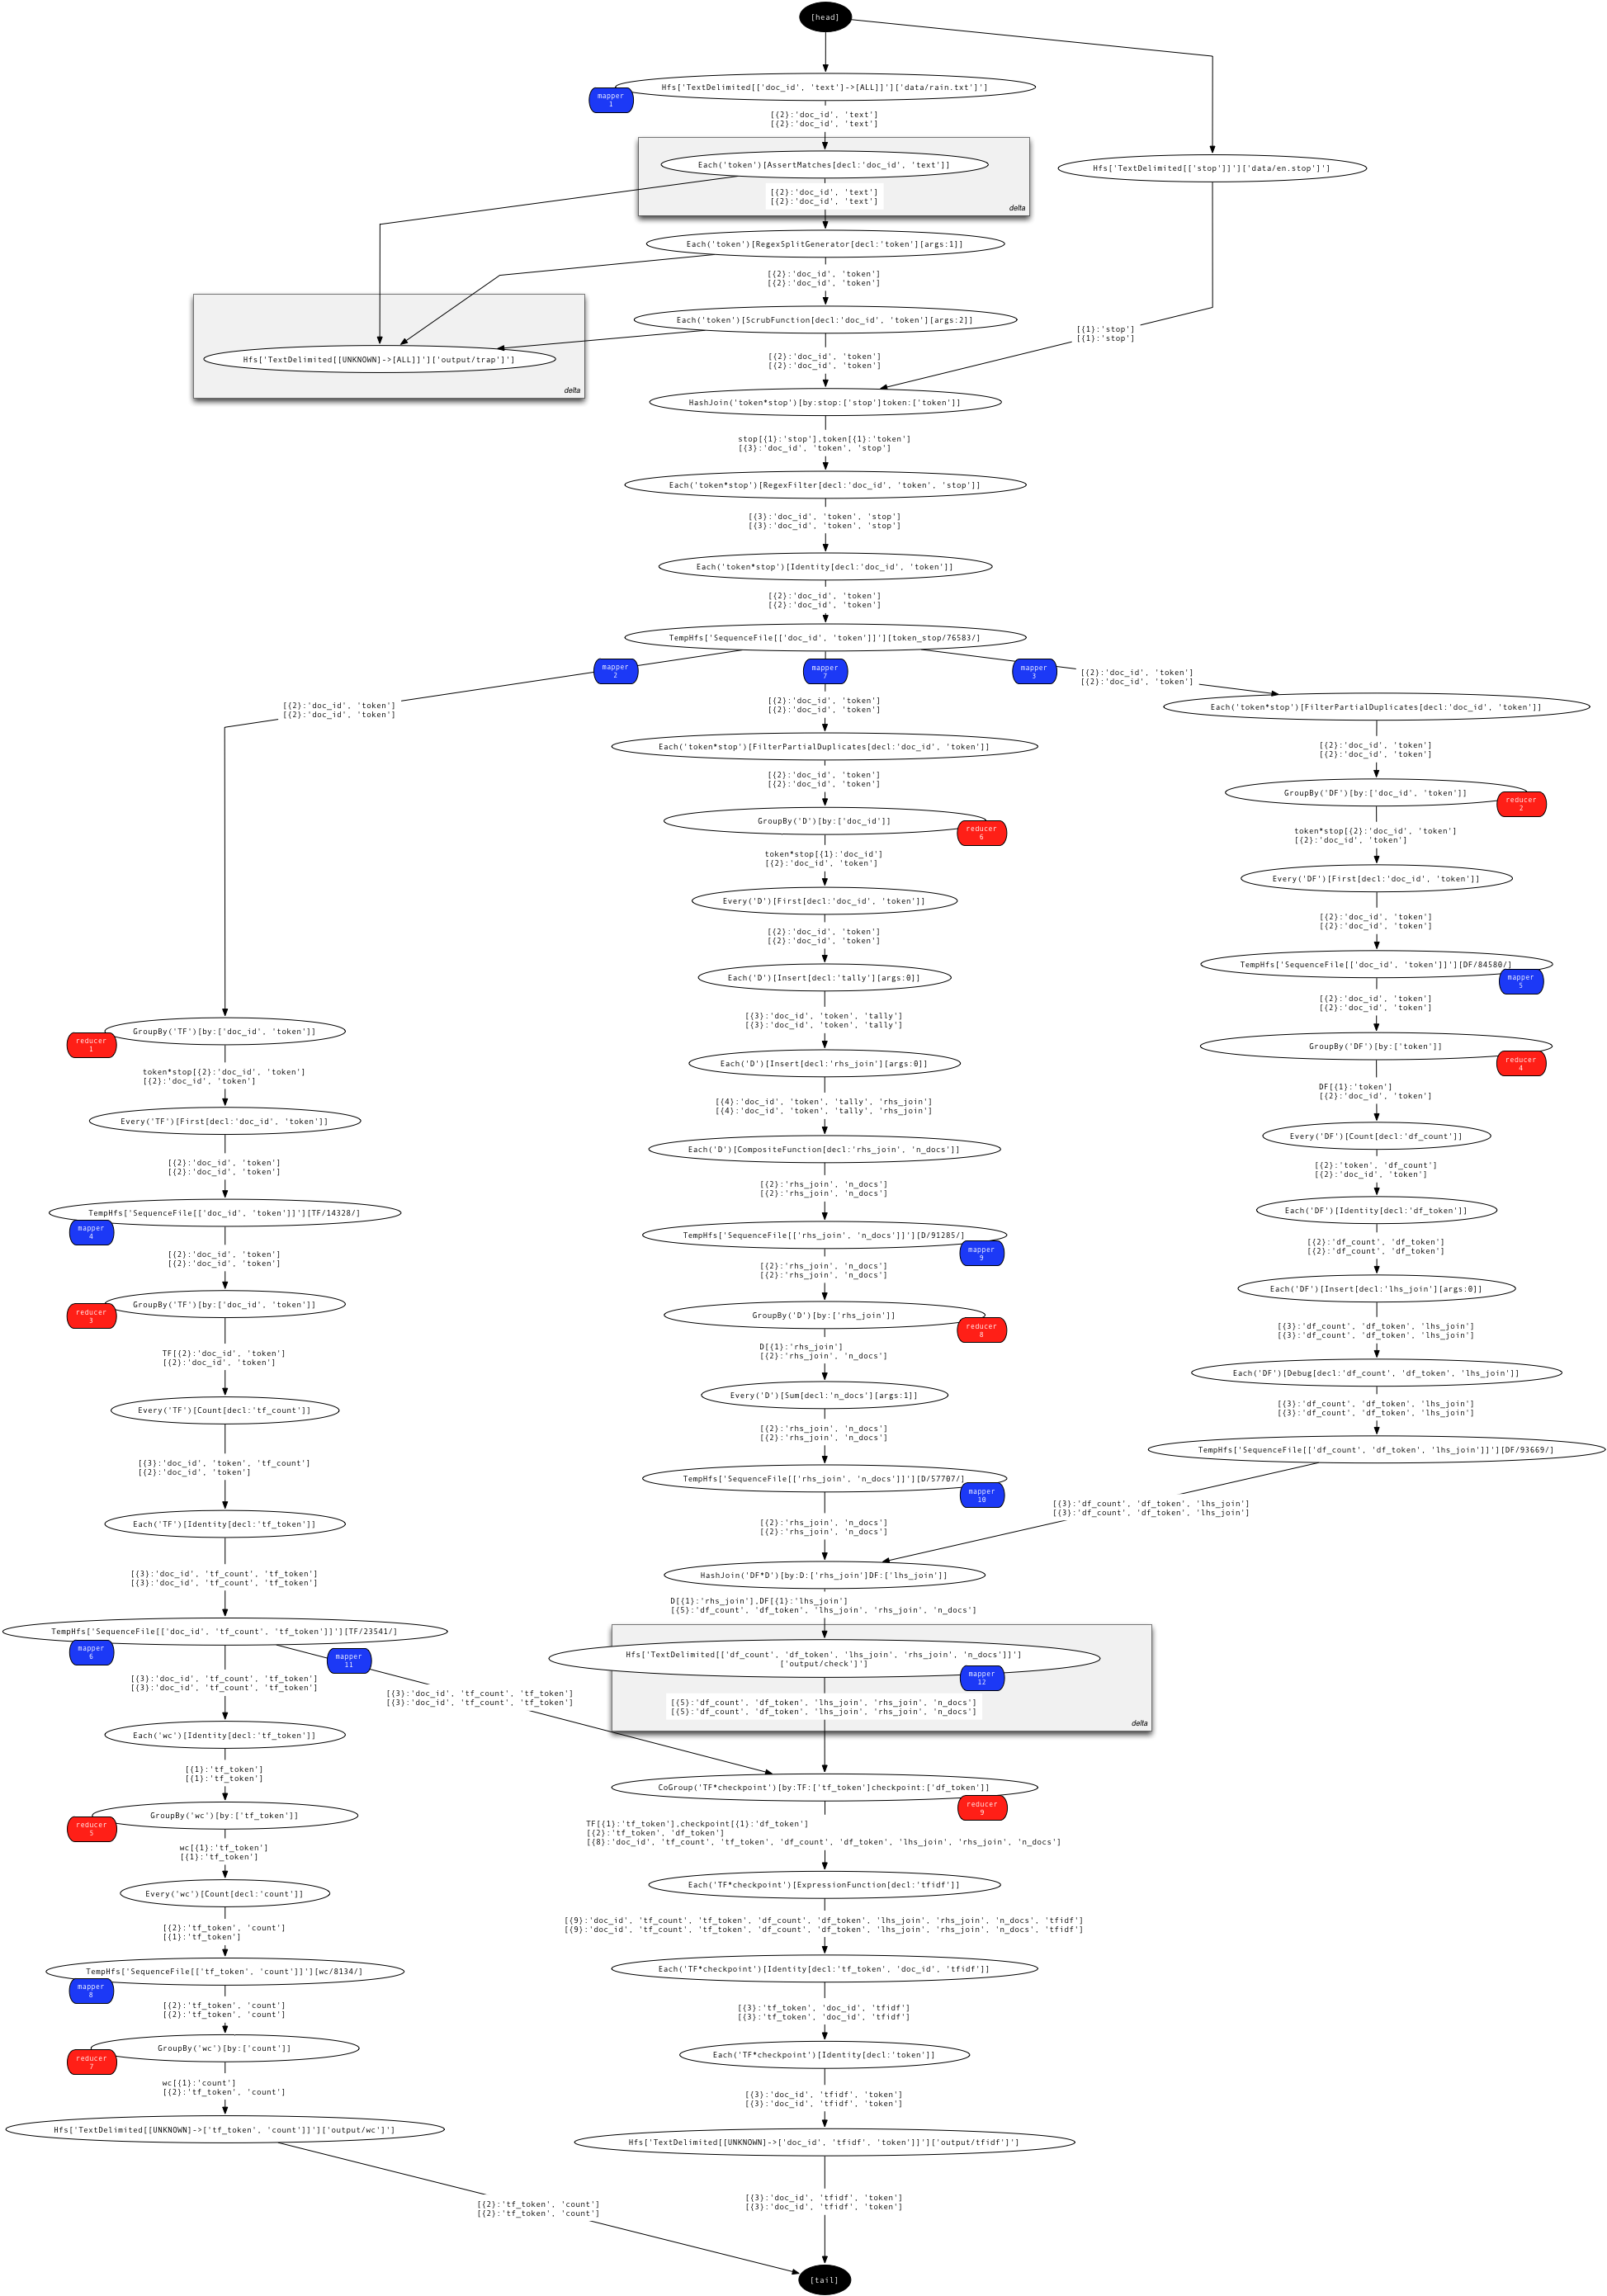 [head]
Hfs['TextDelimited[['doc_id', 'text']->[ALL]]']['data/rain.txt']']
mapper
1
[{2}:'doc_id', 'text']
[{2}:'doc_id', 'text']
Each('token')[AssertMatches[decl:'doc_id', 'text']]
Hfs['TextDelimited[['stop']]']['data/en.stop']']
[{2}:'doc_id', 'text']
[{2}:'doc_id', 'text']
delta
Each('token')[RegexSplitGenerator[decl:'token'][args:1]]
[{2}:'doc_id', 'token']
[{2}:'doc_id', 'token']
Each('token')[ScrubFunction[decl:'doc_id', 'token'][args:2]]
[{1}:'stop']
[{1}:'stop']
Hfs['TextDelimited[[UNKNOWN]->[ALL]]']['output/trap']']
delta
[{2}:'doc_id', 'token']
[{2}:'doc_id', 'token']
HashJoin('token*stop')[by:stop:['stop']token:['token']]
stop[{1}:'stop'],token[{1}:'token']
[{3}:'doc_id', 'token', 'stop']
Each('token*stop')[RegexFilter[decl:'doc_id', 'token', 'stop']]
[{3}:'doc_id', 'token', 'stop']
[{3}:'doc_id', 'token', 'stop']
Each('token*stop')[Identity[decl:'doc_id', 'token']]
[{2}:'doc_id', 'token']
[{2}:'doc_id', 'token']
TempHfs['SequenceFile[['doc_id', 'token']]'][token_stop/76583/]
mapper
2
mapper
7
mapper
3
[{2}:'doc_id', 'token']
[{2}:'doc_id', 'token']
[{2}:'doc_id', 'token']
[{2}:'doc_id', 'token']
[{2}:'doc_id', 'token']
[{2}:'doc_id', 'token']
Each('token*stop')[FilterPartialDuplicates[decl:'doc_id', 'token']]
Each('token*stop')[FilterPartialDuplicates[decl:'doc_id', 'token']]
[{2}:'doc_id', 'token']
[{2}:'doc_id', 'token']
[{2}:'doc_id', 'token']
[{2}:'doc_id', 'token']
GroupBy('DF')[by:['doc_id', 'token']]
reducer
2
GroupBy('D')[by:['doc_id']]
reducer
6
token*stop[{2}:'doc_id', 'token']
[{2}:'doc_id', 'token']
token*stop[{1}:'doc_id']
[{2}:'doc_id', 'token']
Every('DF')[First[decl:'doc_id', 'token']]
Every('D')[First[decl:'doc_id', 'token']]
[{2}:'doc_id', 'token']
[{2}:'doc_id', 'token']
[{2}:'doc_id', 'token']
[{2}:'doc_id', 'token']
TempHfs['SequenceFile[['doc_id', 'token']]'][DF/84580/]
mapper
5
Each('D')[Insert[decl:'tally'][args:0]]
[{2}:'doc_id', 'token']
[{2}:'doc_id', 'token']
[{3}:'doc_id', 'token', 'tally']
[{3}:'doc_id', 'token', 'tally']
GroupBy('TF')[by:['doc_id', 'token']]
reducer
1
GroupBy('DF')[by:['token']]
reducer
4
Each('D')[Insert[decl:'rhs_join'][args:0]]
token*stop[{2}:'doc_id', 'token']
[{2}:'doc_id', 'token']
DF[{1}:'token']
[{2}:'doc_id', 'token']
[{4}:'doc_id', 'token', 'tally', 'rhs_join']
[{4}:'doc_id', 'token', 'tally', 'rhs_join']
Every('TF')[First[decl:'doc_id', 'token']]
Every('DF')[Count[decl:'df_count']]
Each('D')[CompositeFunction[decl:'rhs_join', 'n_docs']]
[{2}:'doc_id', 'token']
[{2}:'doc_id', 'token']
[{2}:'token', 'df_count']
[{2}:'doc_id', 'token']
[{2}:'rhs_join', 'n_docs']
[{2}:'rhs_join', 'n_docs']
TempHfs['SequenceFile[['doc_id', 'token']]'][TF/14328/]
mapper
4
Each('DF')[Identity[decl:'df_token']]
TempHfs['SequenceFile[['rhs_join', 'n_docs']]'][D/91285/]
mapper
9
[{2}:'doc_id', 'token']
[{2}:'doc_id', 'token']
[{2}:'df_count', 'df_token']
[{2}:'df_count', 'df_token']
[{2}:'rhs_join', 'n_docs']
[{2}:'rhs_join', 'n_docs']
Each('DF')[Insert[decl:'lhs_join'][args:0]]
GroupBy('TF')[by:['doc_id', 'token']]
reducer
3
GroupBy('D')[by:['rhs_join']]
reducer
8
[{3}:'df_count', 'df_token', 'lhs_join']
[{3}:'df_count', 'df_token', 'lhs_join']
TF[{2}:'doc_id', 'token']
[{2}:'doc_id', 'token']
D[{1}:'rhs_join']
[{2}:'rhs_join', 'n_docs']
Each('DF')[Debug[decl:'df_count', 'df_token', 'lhs_join']]
Every('D')[Sum[decl:'n_docs'][args:1]]
Every('TF')[Count[decl:'tf_count']]
[{3}:'df_count', 'df_token', 'lhs_join']
[{3}:'df_count', 'df_token', 'lhs_join']
[{2}:'rhs_join', 'n_docs']
[{2}:'rhs_join', 'n_docs']
TempHfs['SequenceFile[['df_count', 'df_token', 'lhs_join']]'][DF/93669/]
[{3}:'doc_id', 'token', 'tf_count']
[{2}:'doc_id', 'token']
TempHfs['SequenceFile[['rhs_join', 'n_docs']]'][D/57707/]
mapper
10
[{3}:'df_count', 'df_token', 'lhs_join']
[{3}:'df_count', 'df_token', 'lhs_join']
Each('TF')[Identity[decl:'tf_token']]
[{2}:'rhs_join', 'n_docs']
[{2}:'rhs_join', 'n_docs']
HashJoin('DF*D')[by:D:['rhs_join']DF:['lhs_join']]
[{3}:'doc_id', 'tf_count', 'tf_token']
[{3}:'doc_id', 'tf_count', 'tf_token']
D[{1}:'rhs_join'],DF[{1}:'lhs_join']
[{5}:'df_count', 'df_token', 'lhs_join', 'rhs_join', 'n_docs']
TempHfs['SequenceFile[['doc_id', 'tf_count', 'tf_token']]'][TF/23541/]
mapper
6
mapper
11
Hfs['TextDelimited[['df_count', 'df_token', 'lhs_join', 'rhs_join', 'n_docs']]']
['output/check']']
mapper
12
[{3}:'doc_id', 'tf_count', 'tf_token']
[{3}:'doc_id', 'tf_count', 'tf_token']
[{3}:'doc_id', 'tf_count', 'tf_token']
[{3}:'doc_id', 'tf_count', 'tf_token']
[{5}:'df_count', 'df_token', 'lhs_join', 'rhs_join', 'n_docs']
[{5}:'df_count', 'df_token', 'lhs_join', 'rhs_join', 'n_docs']
delta
Each('wc')[Identity[decl:'tf_token']]
[{1}:'tf_token']
[{1}:'tf_token']
CoGroup('TF*checkpoint')[by:TF:['tf_token']checkpoint:['df_token']]
reducer
9
GroupBy('wc')[by:['tf_token']]
reducer
5
TF[{1}:'tf_token'],checkpoint[{1}:'df_token']
[{2}:'tf_token', 'df_token']
[{8}:'doc_id', 'tf_count', 'tf_token', 'df_count', 'df_token', 'lhs_join', 'rhs_join', 'n_docs']
wc[{1}:'tf_token']
[{1}:'tf_token']
Each('TF*checkpoint')[ExpressionFunction[decl:'tfidf']]
Every('wc')[Count[decl:'count']]
[{9}:'doc_id', 'tf_count', 'tf_token', 'df_count', 'df_token', 'lhs_join', 'rhs_join', 'n_docs', 'tfidf']
[{9}:'doc_id', 'tf_count', 'tf_token', 'df_count', 'df_token', 'lhs_join', 'rhs_join', 'n_docs', 'tfidf']
[{2}:'tf_token', 'count']
[{1}:'tf_token']
Each('TF*checkpoint')[Identity[decl:'tf_token', 'doc_id', 'tfidf']]
TempHfs['SequenceFile[['tf_token', 'count']]'][wc/8134/]
mapper
8
[{2}:'tf_token', 'count']
[{2}:'tf_token', 'count']
[{3}:'tf_token', 'doc_id', 'tfidf']
[{3}:'tf_token', 'doc_id', 'tfidf']
GroupBy('wc')[by:['count']]
reducer
7
Each('TF*checkpoint')[Identity[decl:'token']]
wc[{1}:'count']
[{2}:'tf_token', 'count']
[{3}:'doc_id', 'tfidf', 'token']
[{3}:'doc_id', 'tfidf', 'token']
Hfs['TextDelimited[[UNKNOWN]->['tf_token', 'count']]']['output/wc']']
Hfs['TextDelimited[[UNKNOWN]->['doc_id', 'tfidf', 'token']]']['output/tfidf']']
[{2}:'tf_token', 'count']
[{2}:'tf_token', 'count']
[{3}:'doc_id', 'tfidf', 'token']
[{3}:'doc_id', 'tfidf', 'token']
[tail]